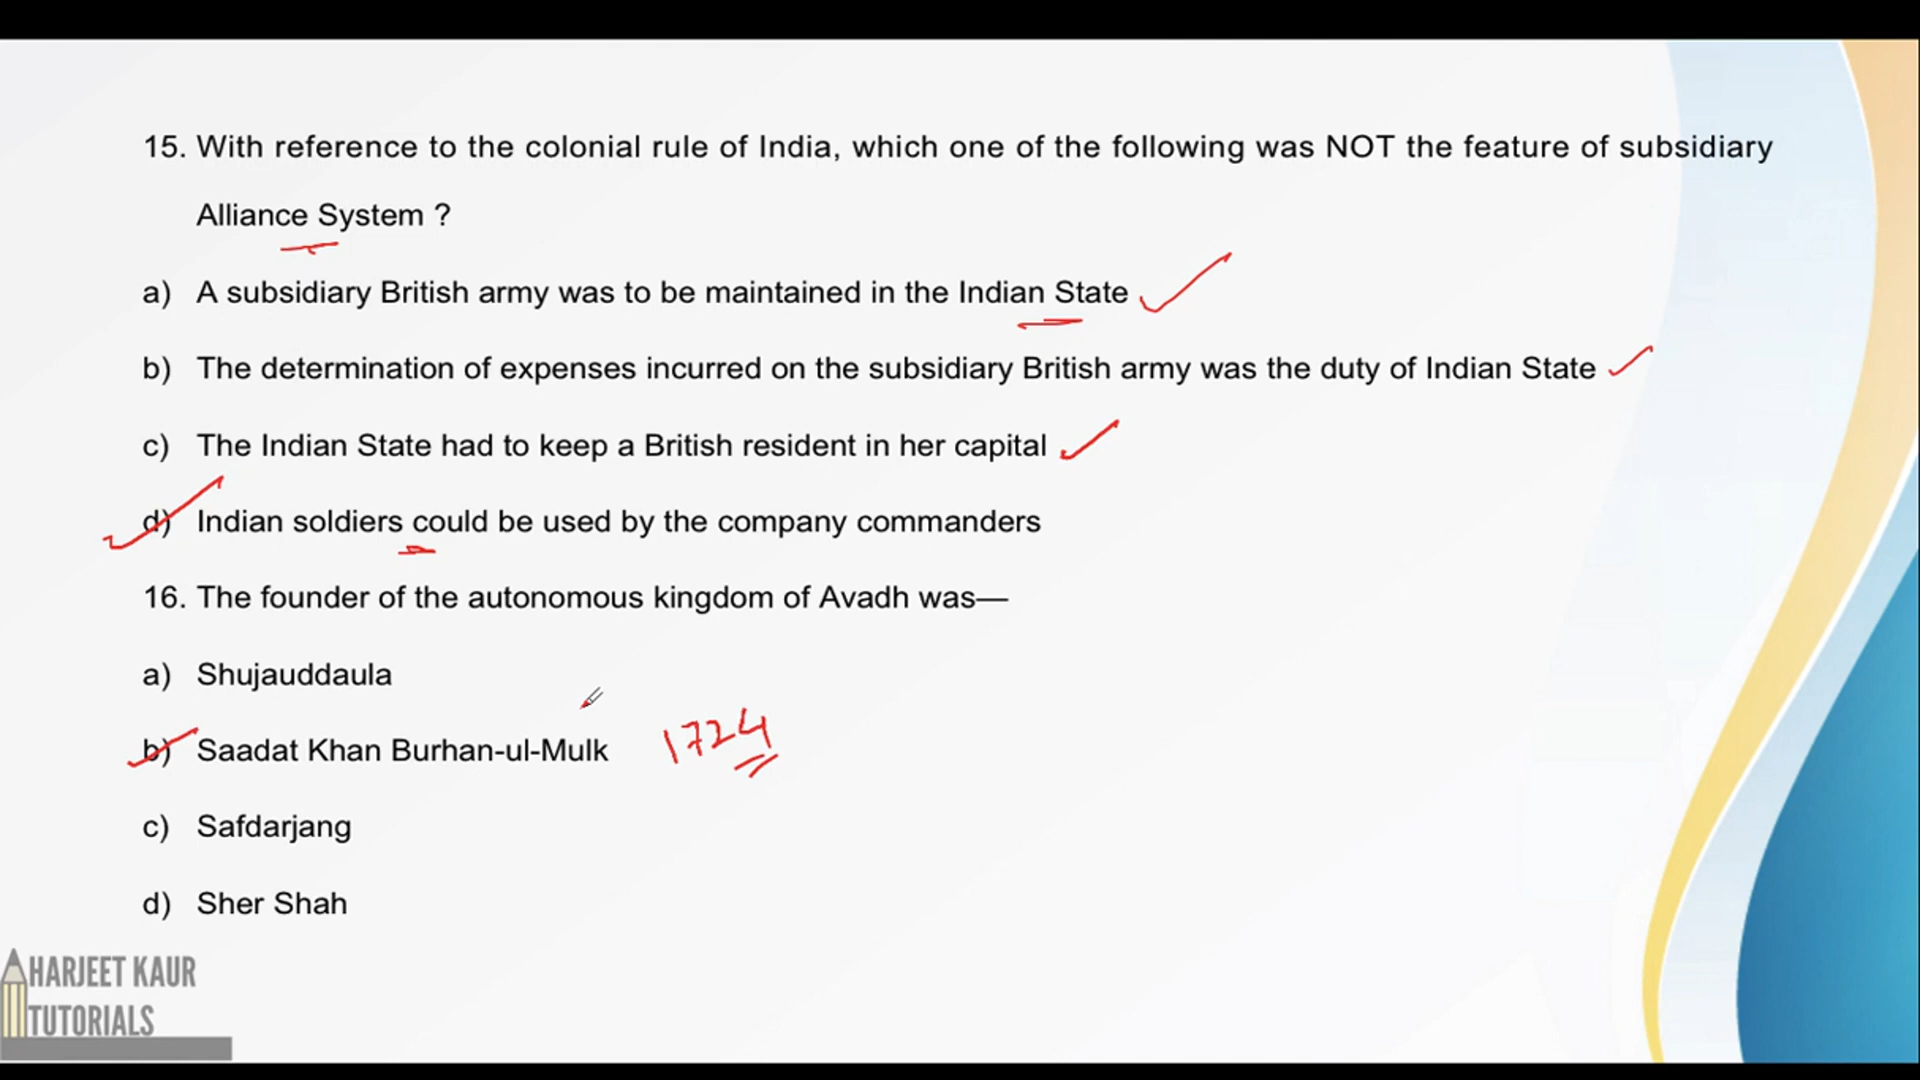 15. With reference to the colonial rule of India, which one of the following was NOT the feature of subsidiary
Alliance System ?
a) A subsidiary British army was to be maintained in the Indian State
b) The determination of expenses incurred on the subsidiary British army was the duty of Indian State
c) The Indian State had to keep a British resident in her capital
d) Indian soldiers could be used by the company commanders
16. The founder of the autonomous kingdom of Avadh was—
a) Shujauddaula
b) Saadat Khan Burhan-ul-Mulk 1724
c) Safdarjang
d) Sher Shah
HARJEET KAUR
TUTORIALS